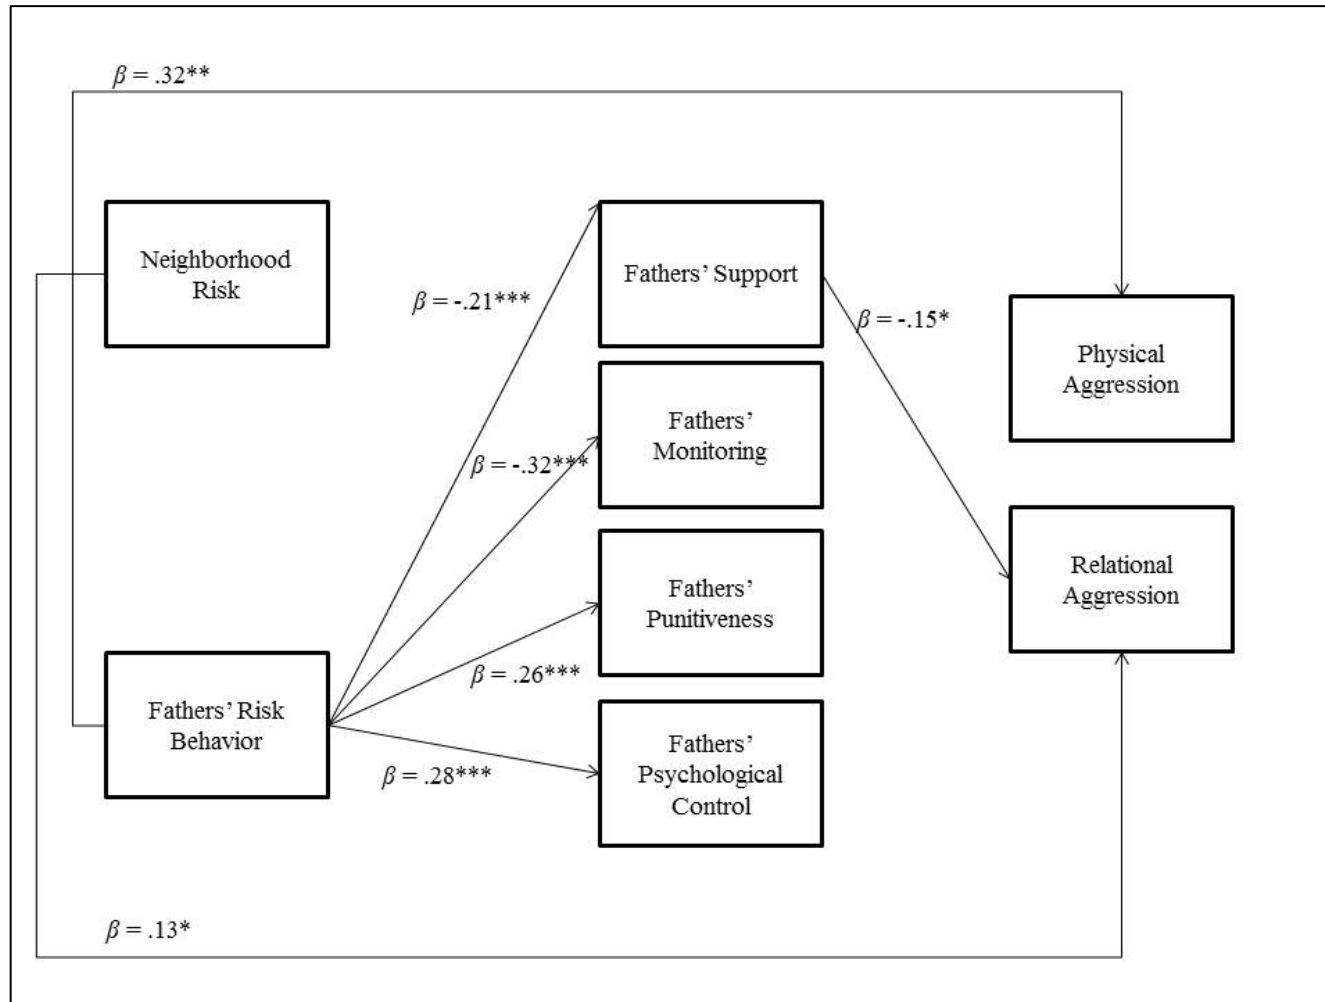 β = .32**
Neighborhood
Risk
Fathers’ Support
β = -.21***
β = -.15*
Physical
Aggression
Fathers’
Monitoring
β = -.32***
Fathers’
Punitiveness
Relational
Aggression
β = .26***
Fathers’ Risk
Behavior
Fathers’
Psychological
Control
β = .28***
β = .13*